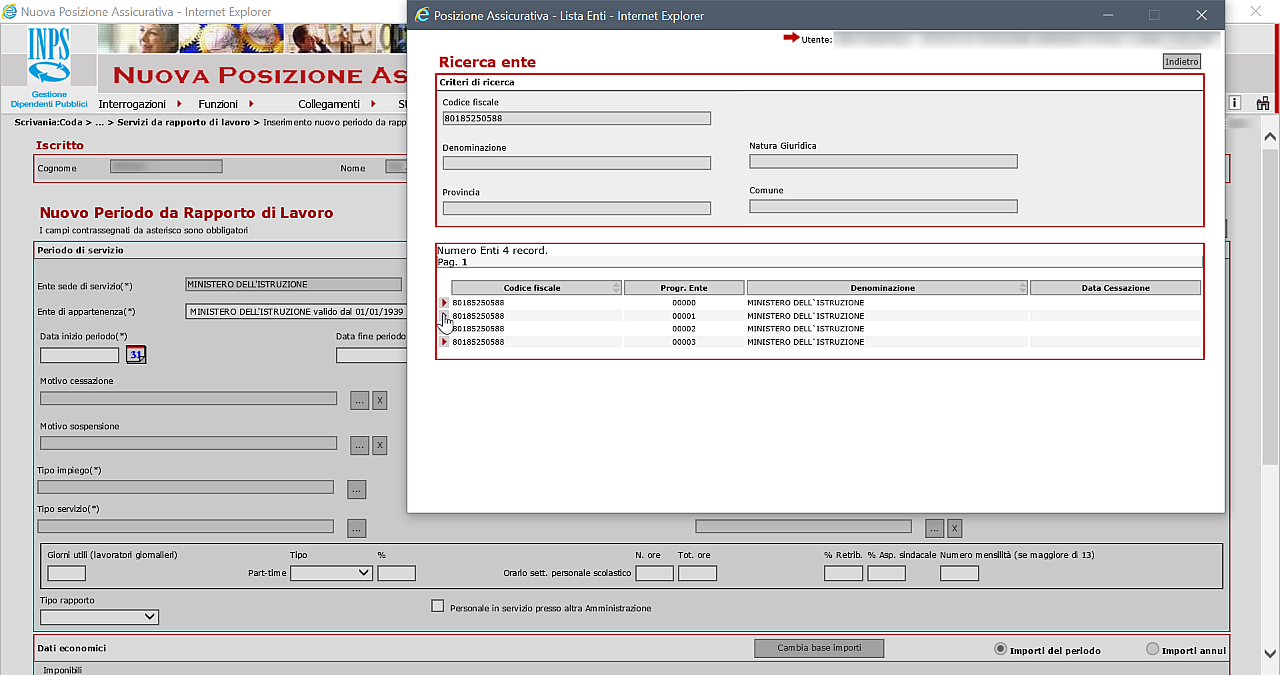 Nuova Posizione Assicurativa - Internet Explorer
INPS
Gestione
Dipendenti Pubblici
NUOVA POSIZIONE AS
Interrogazioni Funzioni Collegamenti
Scrivania:Coda > ... > Servizi da rapporto di lavoro > Inserimento nuovo periodo da rapp
Iscritto
Cognome Nome
Nuovo Periodo da Rapporto di Lavoro
I campi contrassegnati da asterisco sono obbligatori
Periodo di servizio
Ente sede di servizio(*) MINISTERO DELL'ISTRUZIONE
Ente di appartenenza(*) MINISTERO DELL'ISTRUZIONE valido dal 01/01/1939
Data inizio periodo(*) Data fine periodo
31
Motivo cessazione
... X
Motivo sospensione
... X
Tipo impiego(*)
...
Tipo servizio(*)
... ... X
Giorni utili (lavoratori giornalieri) Tipo % N. ore Tot. ore % Retrib. % Asp. sindacale Numero mensilità (se maggiore di 13)
Part-time Orario sett. personale scolastico
Tipo rapporto
Personale in servizio presso altra Amministrazione
Dati economici Cambia base importi Importi del periodo Importi annui
Imponibili
Posizione Assicurativa - Lista Enti - Internet Explorer
Utente:
Ricerca ente Indietro
Criteri di ricerca
Codice fiscale
80185250588
Denominazione Natura Giuridica
Provincia Comune
Numero Enti 4 record.
Pag. 1
Codice fiscale Progr. Ente Denominazione Data Cessazione
80185250588 00000 MINISTERO DELL`ISTRUZIONE
80185250588 00001 MINISTERO DELL`ISTRUZIONE
80185250588 00002 MINISTERO DELL`ISTRUZIONE
80185250588 00003 MINISTERO DELL`ISTRUZIONE